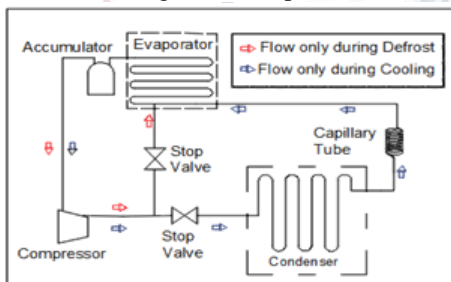 Accumulator
Evaporator
Flow only during Defrost
Flow only during Cooling
Capillary
Tube
Stop
Valve
Stop
Valve
Compressor
Condenser